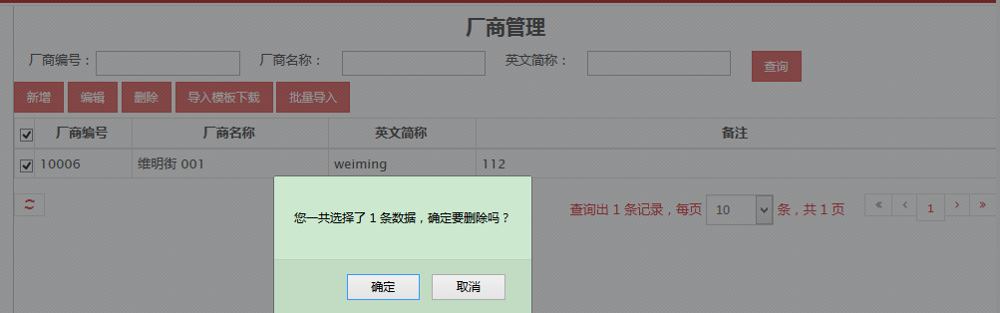 厂商管理
厂商编号： 厂商名称： 英文简称： 查询
新增 编辑 删除 导入模板下载 批量导入
厂商编号 厂商名称 英文简称 备注
10006 维明街 001 weiming 112
查询出 1 条记录，每页 10 条，共 1 页 « ‹ 1 › »
您一共选择了 1 条数据，确定要删除吗？
确定 取消